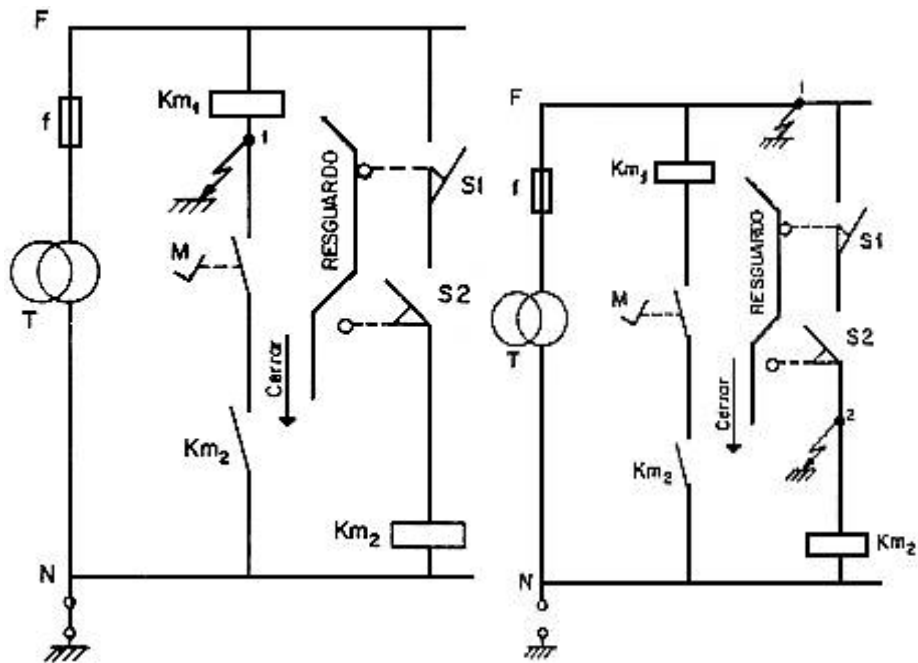 F
f
T
N
Km₁
1
M
Km₂
RESGUARDO
Cerrar
S1
S2
Km₂
F
f
T
N
Km₁
M
Km₂
1
RESGUARDO
Cerrar
S1
S2
2
Km₂